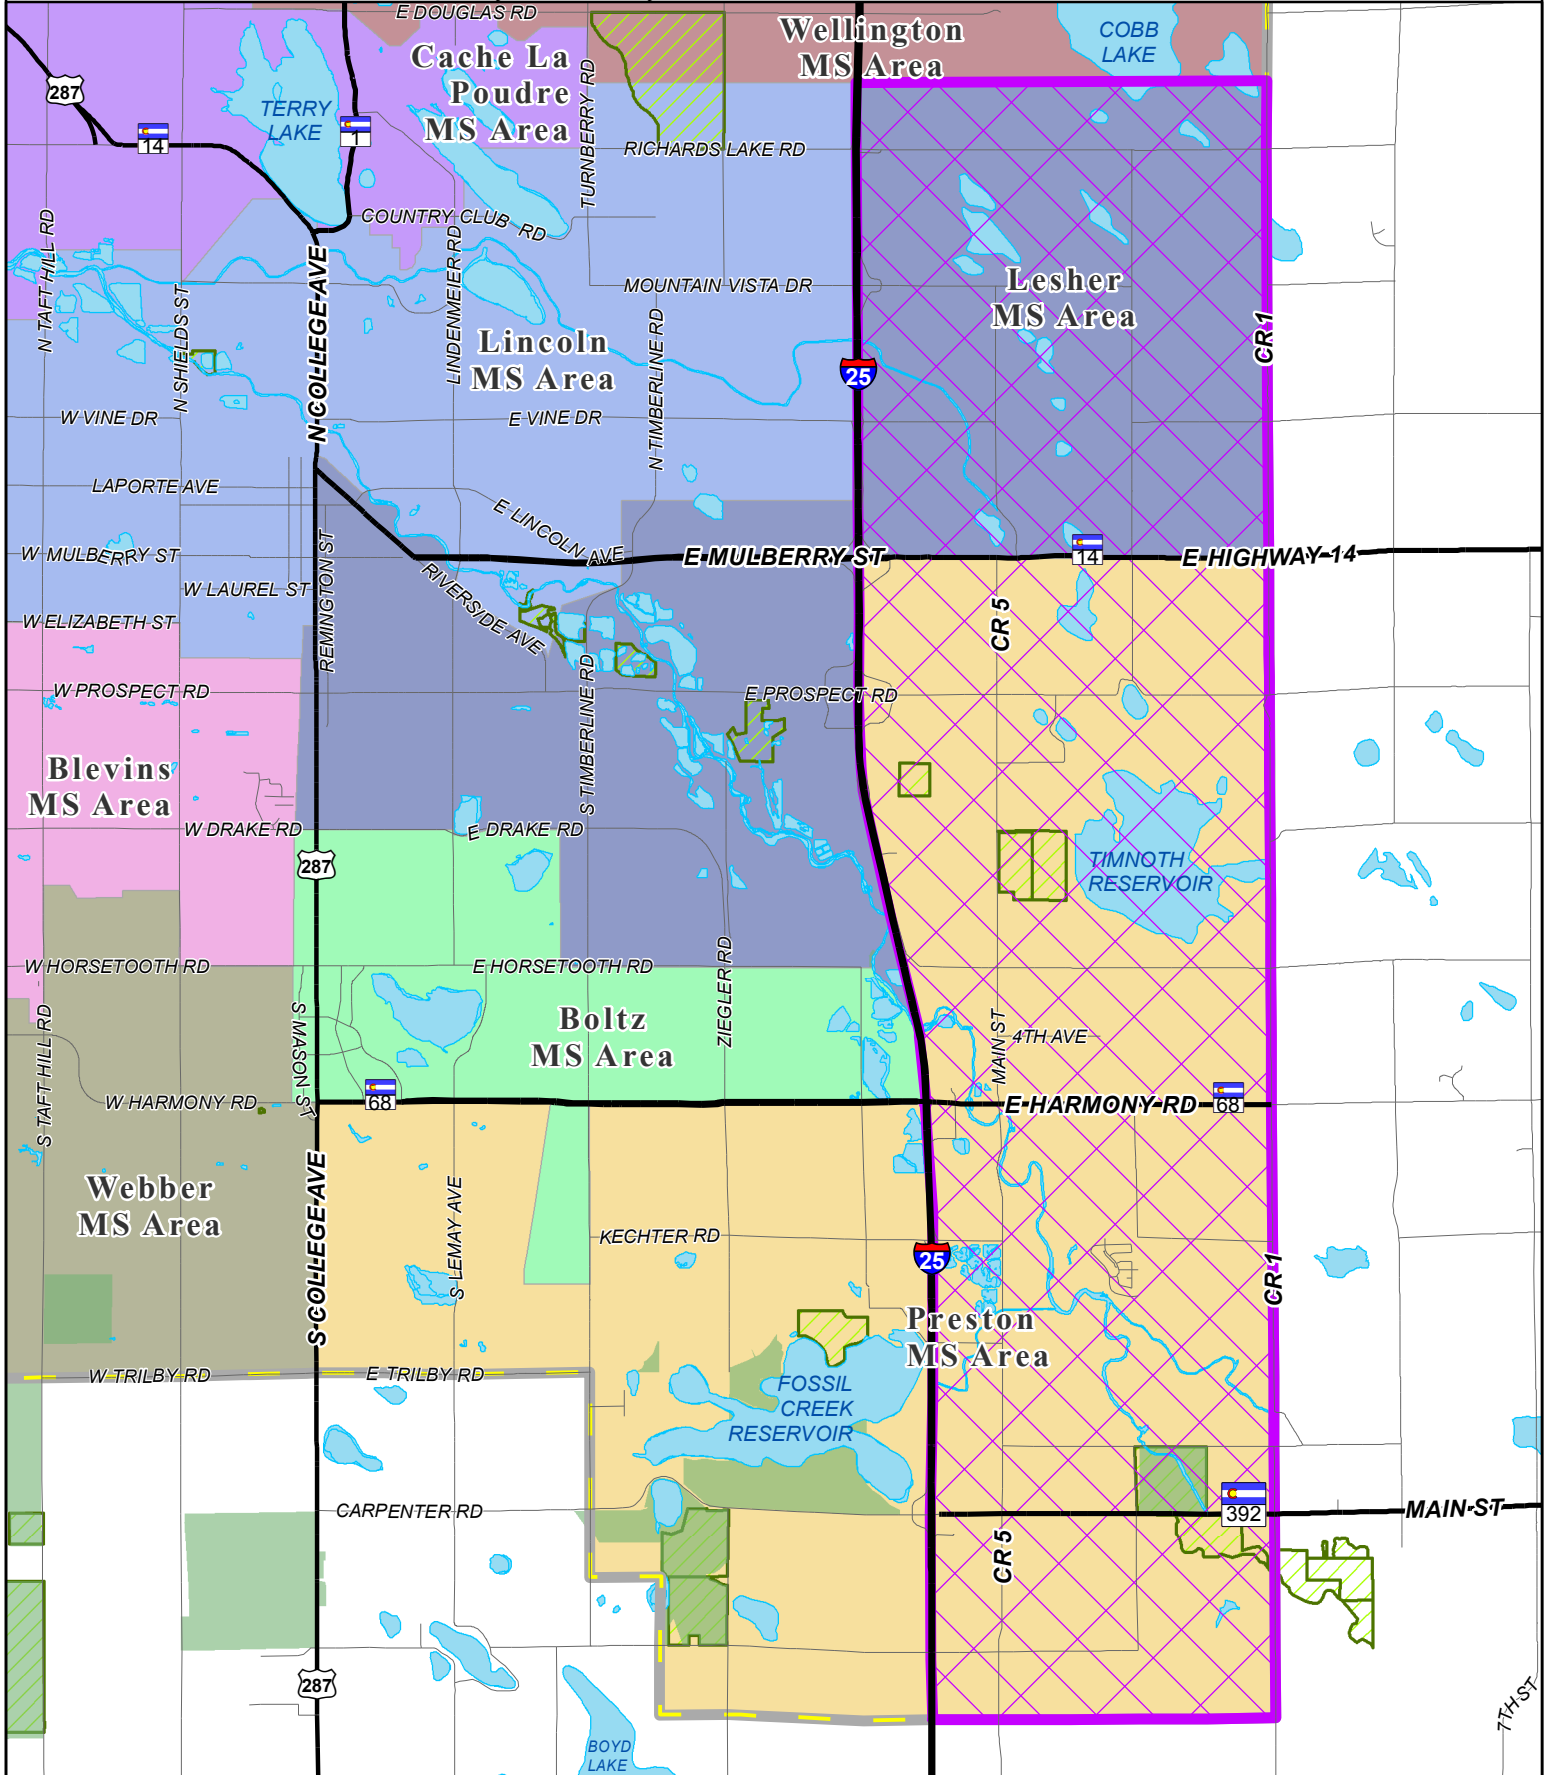 E DOUGLAS RD
Wellington
MS Area
COBB
LAKE
Cache La
Poudre
MS Area
287
TERRY
LAKE
14
1
TURNBERRY RD
RICHARDS LAKE RD
COUNTRY CLUB RD
N TAFT HILL RD
N COLLEGE AVE
LINDENMEIER RD
MOUNTAIN VISTA DR
Lesher
MS Area
N SHIELDS ST
Lincoln
MS Area
N TIMBERLINE RD
25
CR 1
W VINE DR
E VINE DR
LAPORTE AVE
E LINCOLN AVE
W MULBERRY ST
E MULBERRY ST
14
E HIGHWAY 14
REMINGTON ST
W LAUREL ST
RIVERSIDE AVE
W ELIZABETH ST
CR 5
W PROSPECT RD
S TIMBERLINE RD
E PROSPECT RD
Blevins
MS Area
W DRAKE RD
E DRAKE RD
287
TIMNOTH
RESERVOIR
W HORSETOOTH RD
E HORSETOOTH RD
ZIEGLER RD
S TAFT HILL RD
S MASON ST
Boltz
MS Area
MAIN ST
4TH AVE
W HARMONY RD
68
E HARMONY RD
68
Webber
MS Area
S COLLEGE AVE
S LEMAY AVE
KECHTER RD
25
CR 1
Preston
MS Area
W TRILBY RD
E TRILBY RD
FOSSIL
CREEK
RESERVOIR
CARPENTER RD
392
MAIN ST
CR 5
287
7TH ST
BOYD
LAKE